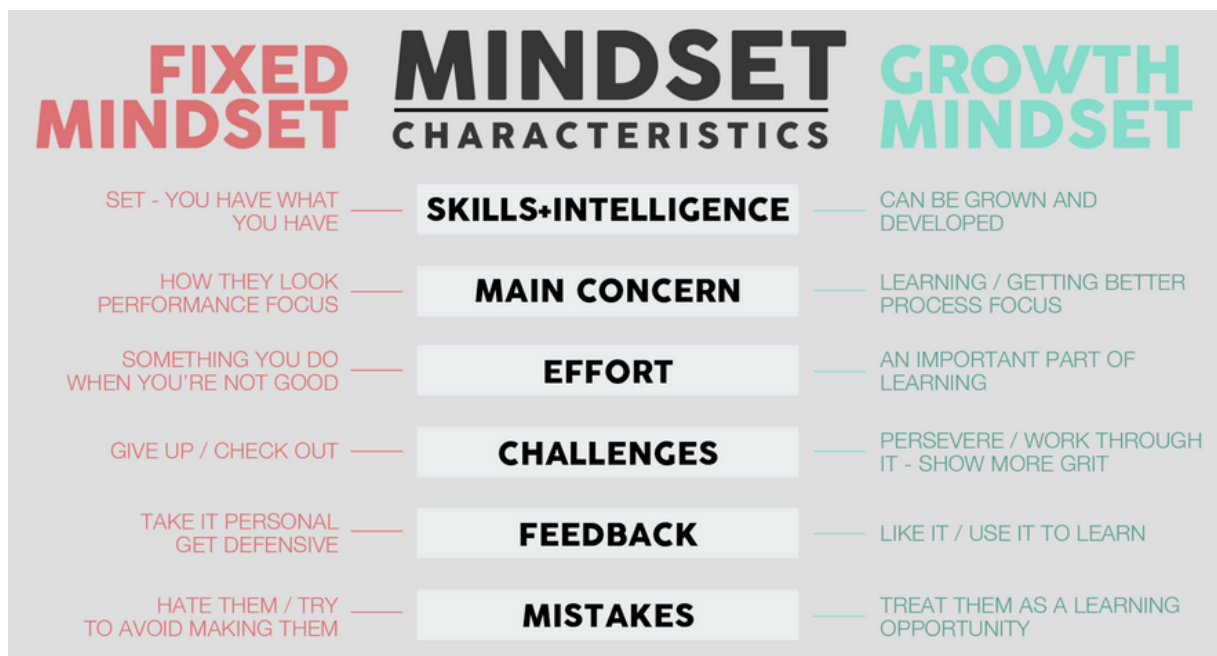 FIXED
MINDSET
MINDSET
CHARACTERISTICS
GROWTH
MINDSET
SET - YOU HAVE WHAT
YOU HAVE
SKILLS+INTELLIGENCE
CAN BE GROWN AND
DEVELOPED
HOW THEY LOOK
PERFORMANCE FOCUS
MAIN CONCERN
LEARNING / GETTING BETTER
PROCESS FOCUS
SOMETHING YOU DO
WHEN YOU'RE NOT GOOD
EFFORT
AN IMPORTANT PART OF
LEARNING
GIVE UP / CHECK OUT
CHALLENGES
PERSEVERE / WORK THROUGH
IT - SHOW MORE GRIT
TAKE IT PERSONAL
GET DEFENSIVE
FEEDBACK
LIKE IT / USE IT TO LEARN
HATE THEM / TRY
TO AVOID MAKING THEM
MISTAKES
TREAT THEM AS A LEARNING
OPPORTUNITY